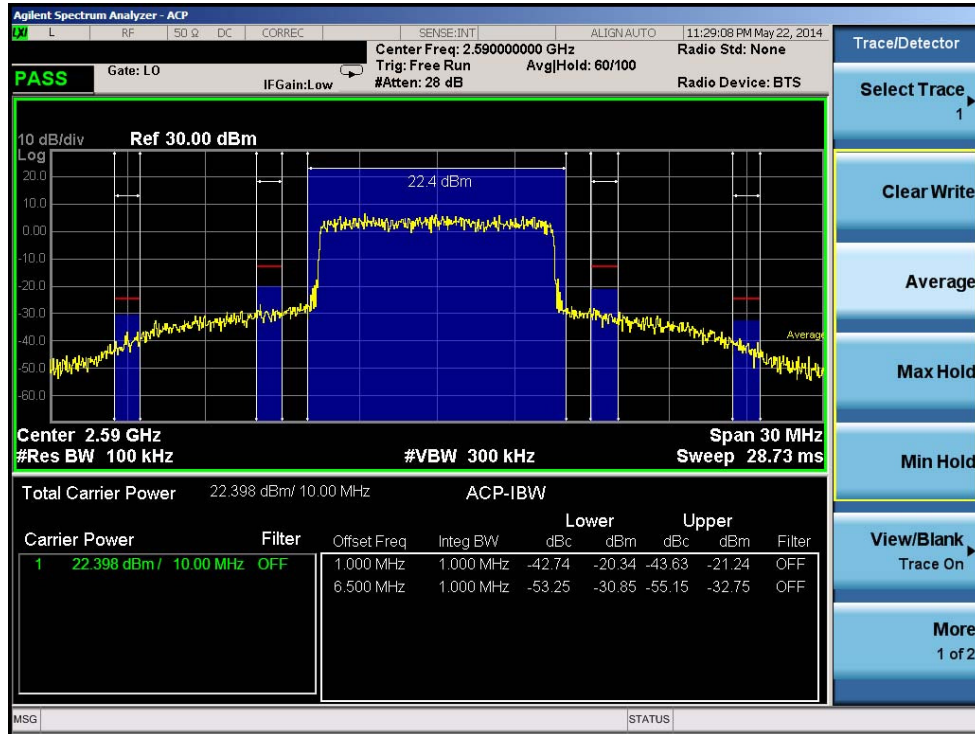 Agilent Spectrum Analyzer - ACP
LXI L RF 50 Ω DC CORREC SENSE:INT ALIGN AUTO 11:29:08 PM May 22, 2014
Center Freq: 2.590000000 GHz Radio Std: None
PASS Gate: LO Trig: Free Run Avg|Hold: 60/100
IFGain:Low #Atten: 28 dB Radio Device: BTS
10 dB/div Ref 30.00 dBm
Log
20.0
22.4 dBm
10.0
0.00
-10.0
-20.0
-30.0
-40.0
Average
-50.0
-60.0
Center 2.59 GHz Span 30 MHz
#Res BW 100 kHz #VBW 300 kHz Sweep 28.73 ms
Total Carrier Power 22.398 dBm/ 10.00 MHz ACP-IBW
Lower Upper
Carrier Power Filter Offset Freq Integ BW dBc dBm dBc dBm Filter
1 22.398 dBm / 10.00 MHz OFF 1.000 MHz 1.000 MHz -42.74 -20.34 -43.63 -21.24 OFF
6.500 MHz 1.000 MHz -53.25 -30.85 -55.15 -32.75 OFF
MSG STATUS
Trace/Detector
Select Trace
1
Clear Write
Average
Max Hold
Min Hold
View/Blank
Trace On
More
1 of 2